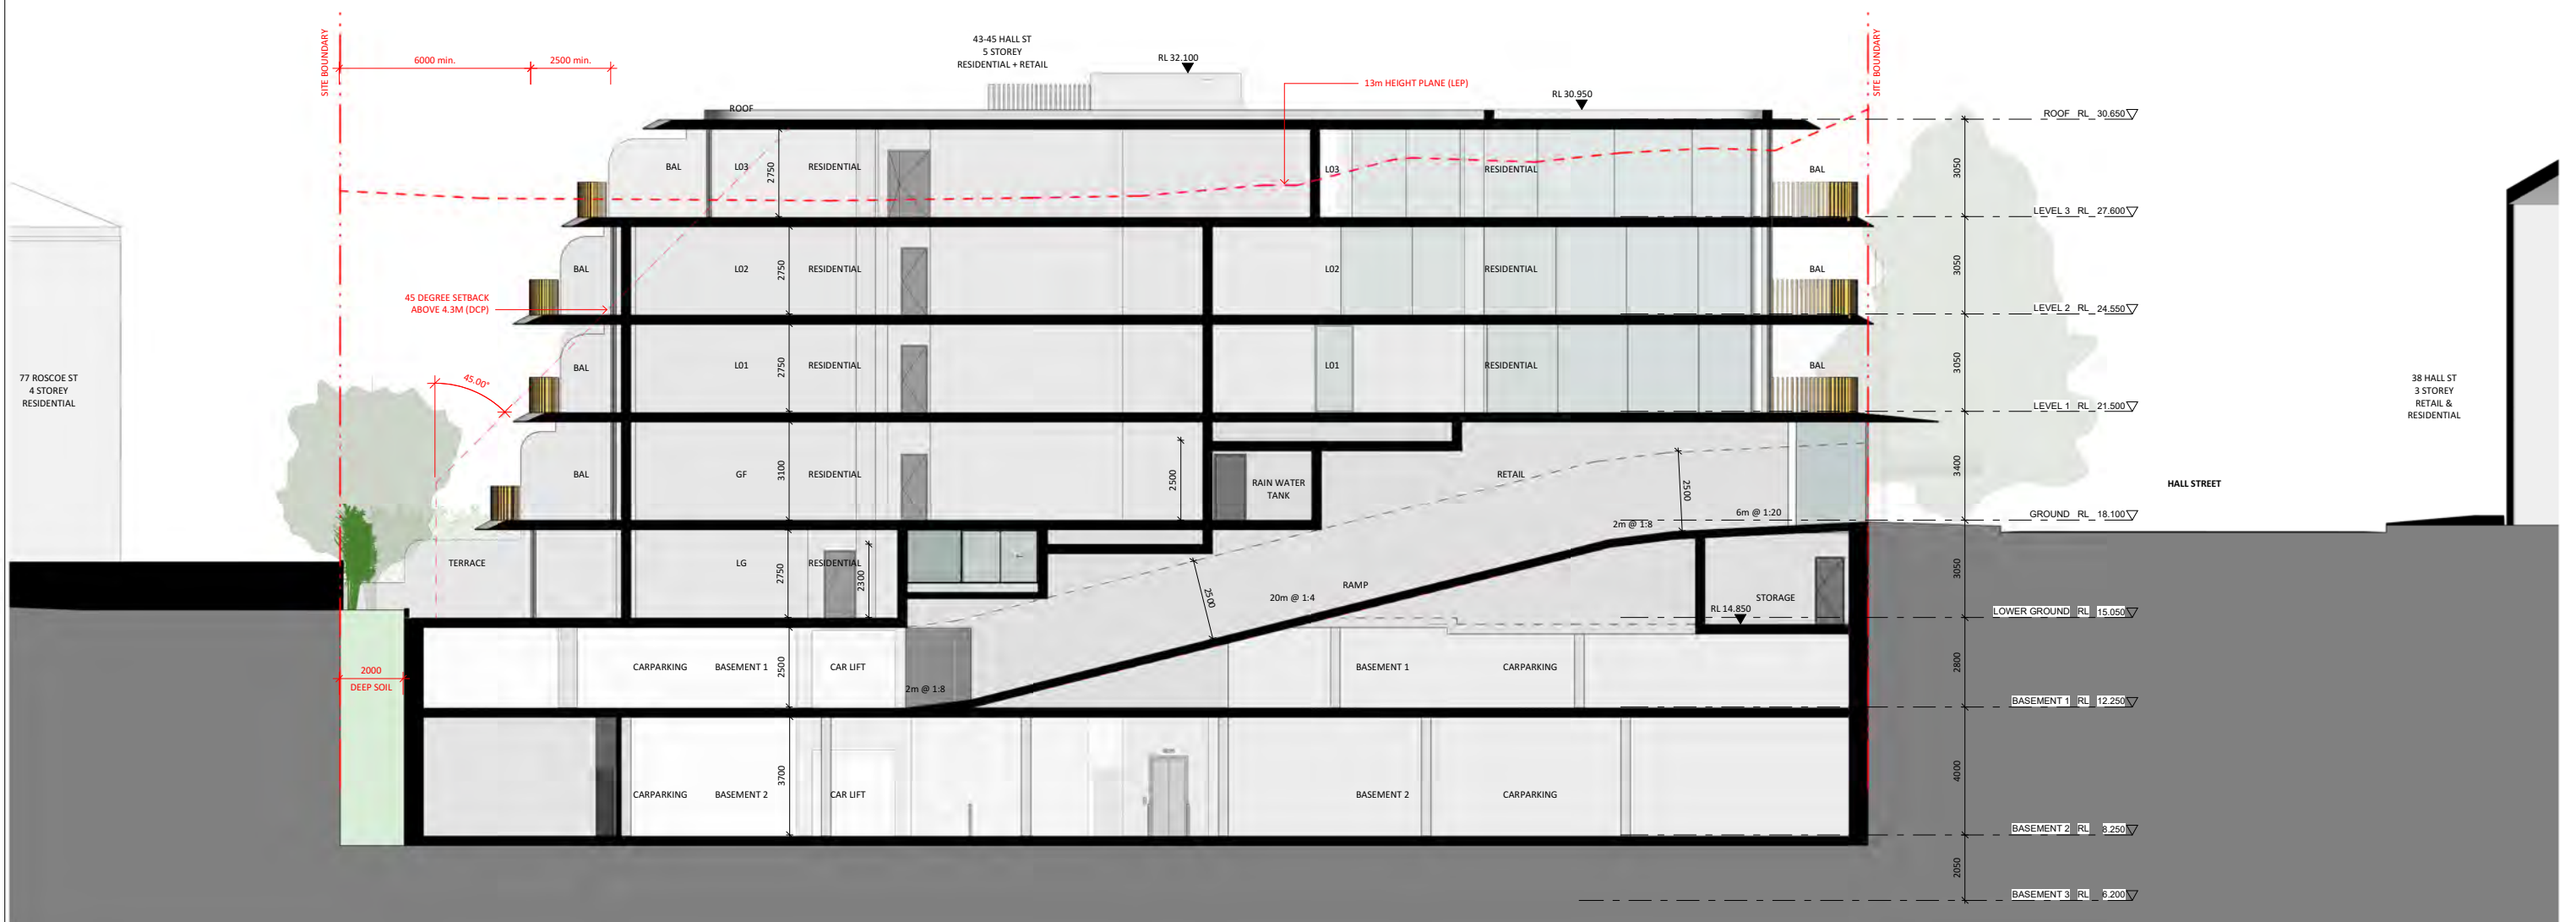 SITE BOUNDARY
6000 min.
2500 min.
43-45 HALL ST
5 STOREY
RESIDENTIAL + RETAIL
RL 32.100
13m HEIGHT PLANE (LEP)
RL 30.950
SITE BOUNDARY
ROOF
ROOF RL 30.650
BAL
L03
2750
RESIDENTIAL
L03
RESIDENTIAL
BAL
3050
LEVEL 3 RL 27.600
BAL
L02
2750
RESIDENTIAL
L02
RESIDENTIAL
BAL
3050
45 DEGREE SETBACK
ABOVE 4.3M (DCP)
LEVEL 2 RL 24.550
77 ROSCOE ST
4 STOREY
RESIDENTIAL
45.00°
BAL
L01
2750
RESIDENTIAL
L01
RESIDENTIAL
BAL
3050
38 HALL ST
3 STOREY
RETAIL &
RESIDENTIAL
LEVEL 1 RL 21.500
BAL
GF
3100
RESIDENTIAL
2500
RAIN WATER
TANK
RETAIL
2500
3400
HALL STREET
6m @ 1:20
2m @ 1:8
GROUND RL 18.100
TERRACE
LG
2750
RESIDENTIAL
2300
2500
RAMP
20m @ 1:4
STORAGE
RL 14.850
3050
LOWER GROUND RL 15.050
2000
DEEP SOIL
CARPARKING
BASEMENT 1
2500
CAR LIFT
2m @ 1:8
BASEMENT 1
CARPARKING
2800
BASEMENT 1 RL 12.250
CARPARKING
BASEMENT 2
3700
CAR LIFT
BASEMENT 2
CARPARKING
4000
BASEMENT 2 RL 8.250
2050
BASEMENT 3 RL 6.200